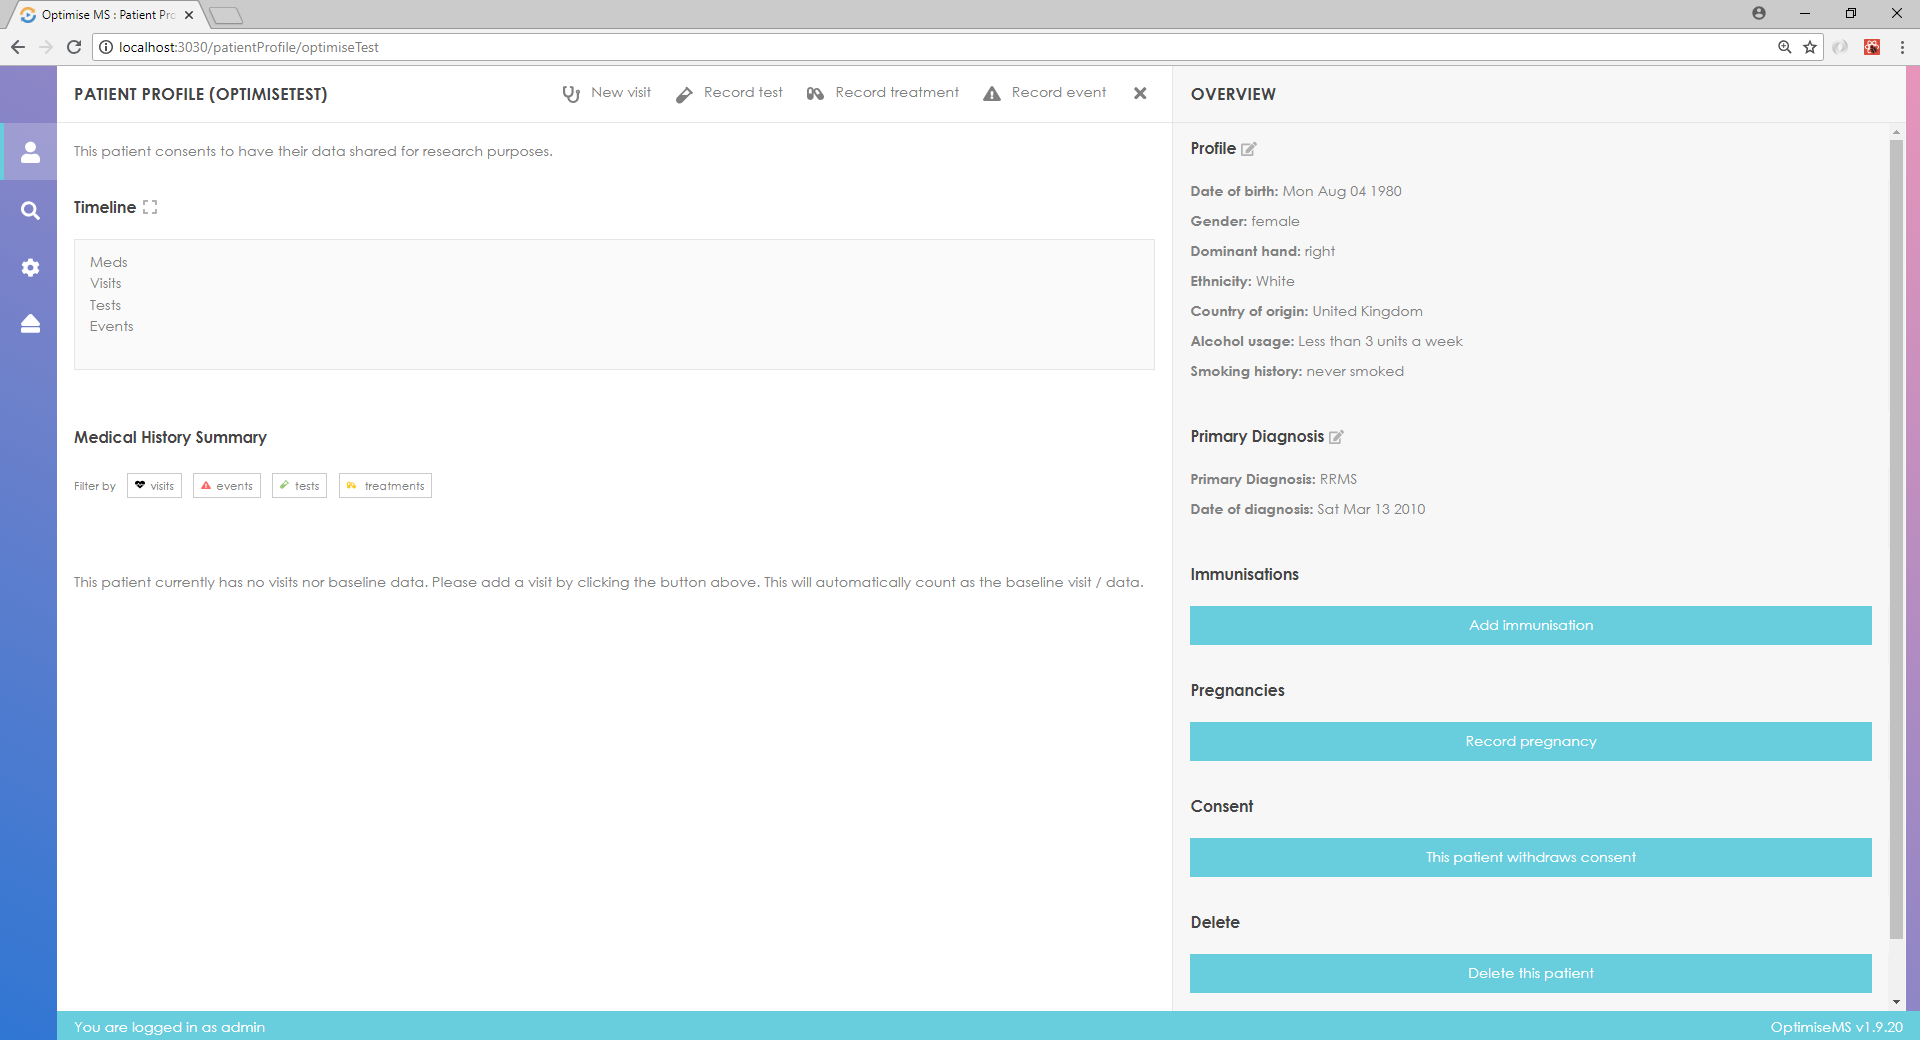 Optimise MS : Patient Pro
localhost:3030/patientProfile/optimiseTest
PATIENT PROFILE (OPTIMISETEST)
New visit
Record test
Record treatment
Record event
OVERVIEW
This patient consents to have their data shared for research purposes.
Timeline
Meds
Visits
Tests
Events
Medical History Summary
Filter by
visits
events
tests
treatments
This patient currently has no visits nor baseline data. Please add a visit by clicking the button above. This will automatically count as the baseline visit / data.
Profile
Date of birth: Mon Aug 04 1980
Gender: female
Dominant hand: right
Ethnicity: White
Country of origin: United Kingdom
Alcohol usage: Less than 3 units a week
Smoking history: never smoked
Primary Diagnosis
Primary Diagnosis: RRMS
Date of diagnosis: Sat Mar 13 2010
Immunisations
Add immunisation
Pregnancies
Record pregnancy
Consent
This patient withdraws consent
Delete
Delete this patient
You are logged in as admin
OptimiseMS v1.9.20